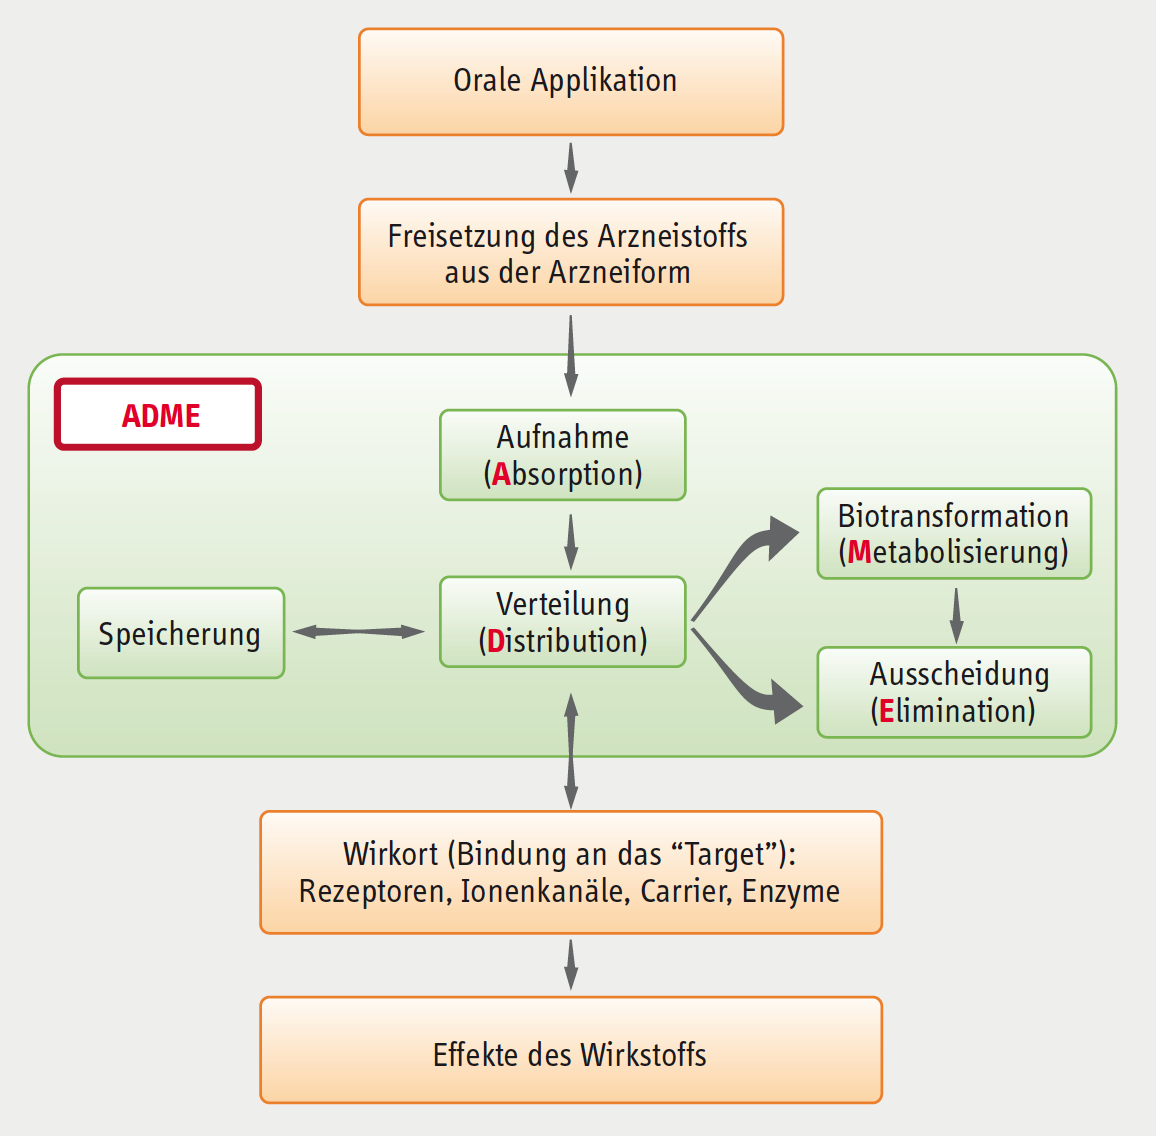 Orale Applikation
Freisetzung des Arzneistoffs
aus der Arzneiform
ADME
Aufnahme
(Absorption)
Biotransformation
(Metabolisierung)
Speicherung
Verteilung
(Distribution)
Ausscheidung
(Elimination)
Wirkort (Bindung an das “Target”):
Rezeptoren, Ionenkanäle, Carrier, Enzyme
Effekte des Wirkstoffs